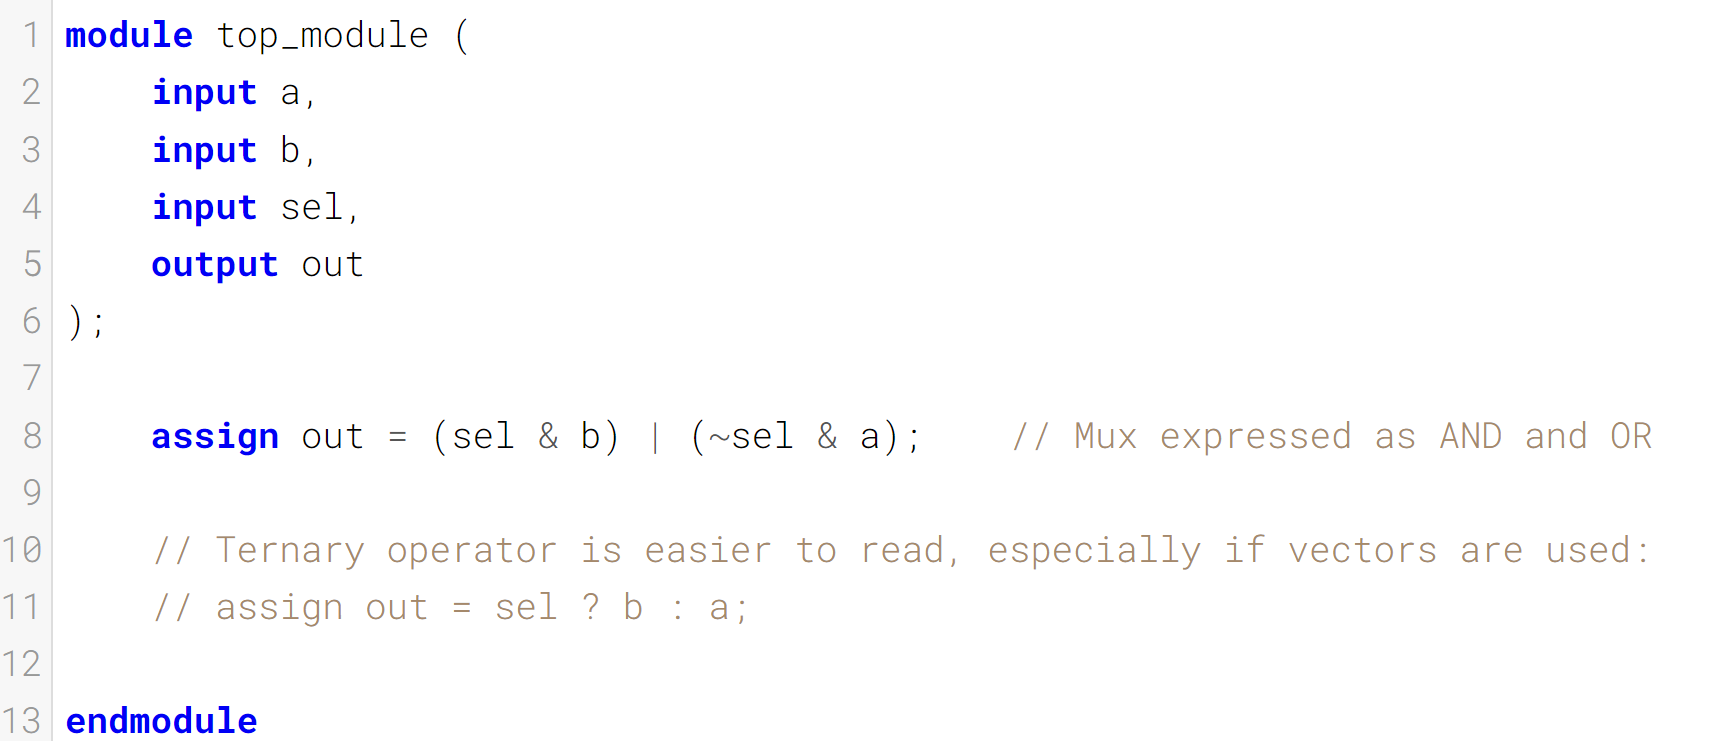 1 module top_module (
2     input a,
3     input b,
4     input sel,
5     output out
6 );
7
8     assign out = (sel & b) | (~sel & a);    // Mux expressed as AND and OR
9
10     // Ternary operator is easier to read, especially if vectors are used:
11     // assign out = sel ? b : a;
12
13 endmodule